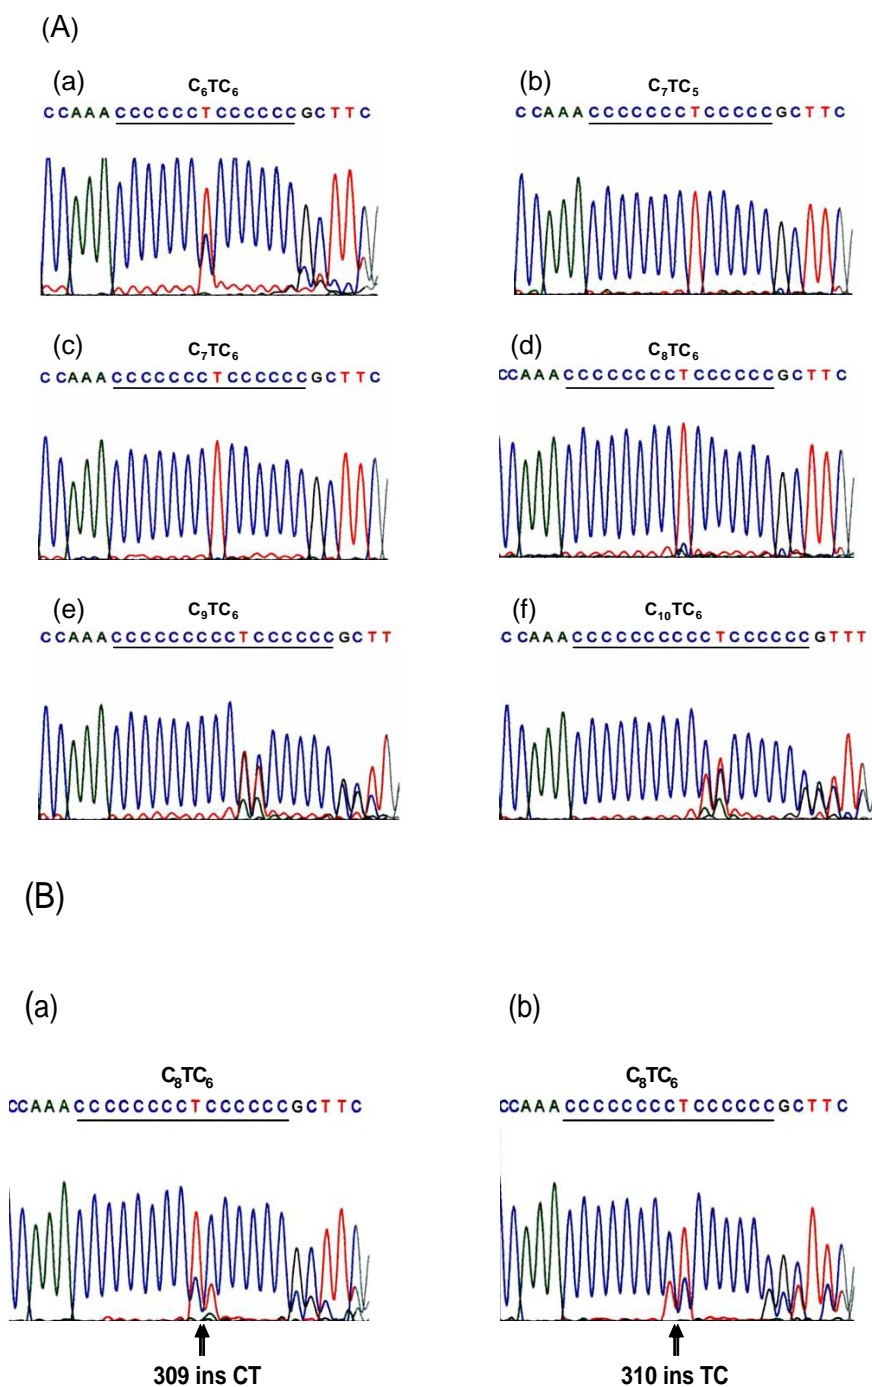 (A)
(a)
C₆TC₆
CCAAACCCCCCTCCCCCCGCTTC
(b)
C₇TC₅
CCAAACCCCCCCTCCCCCGCTTC
(c)
C₇TC₆
CCAAACCCCCCCTCCCCCCGCTTC
(d)
C₈TC₆
CCAAACCCCCCCCTCCCCCCGCTTC
(e)
C₉TC₆
CCAAACCCCCCCCCTCCCCCCGCTT
(f)
C₁₀TC₆
CCAAACCCCCCCCCCTCCCCCCGTTT
(B)
(a)
C₈TC₆
CCAAACCCCCCCCTCCCCCCGCTTC
309 ins CT
(b)
C₈TC₆
CCAAACCCCCCCCTCCCCCCGCTTC
310 ins TC